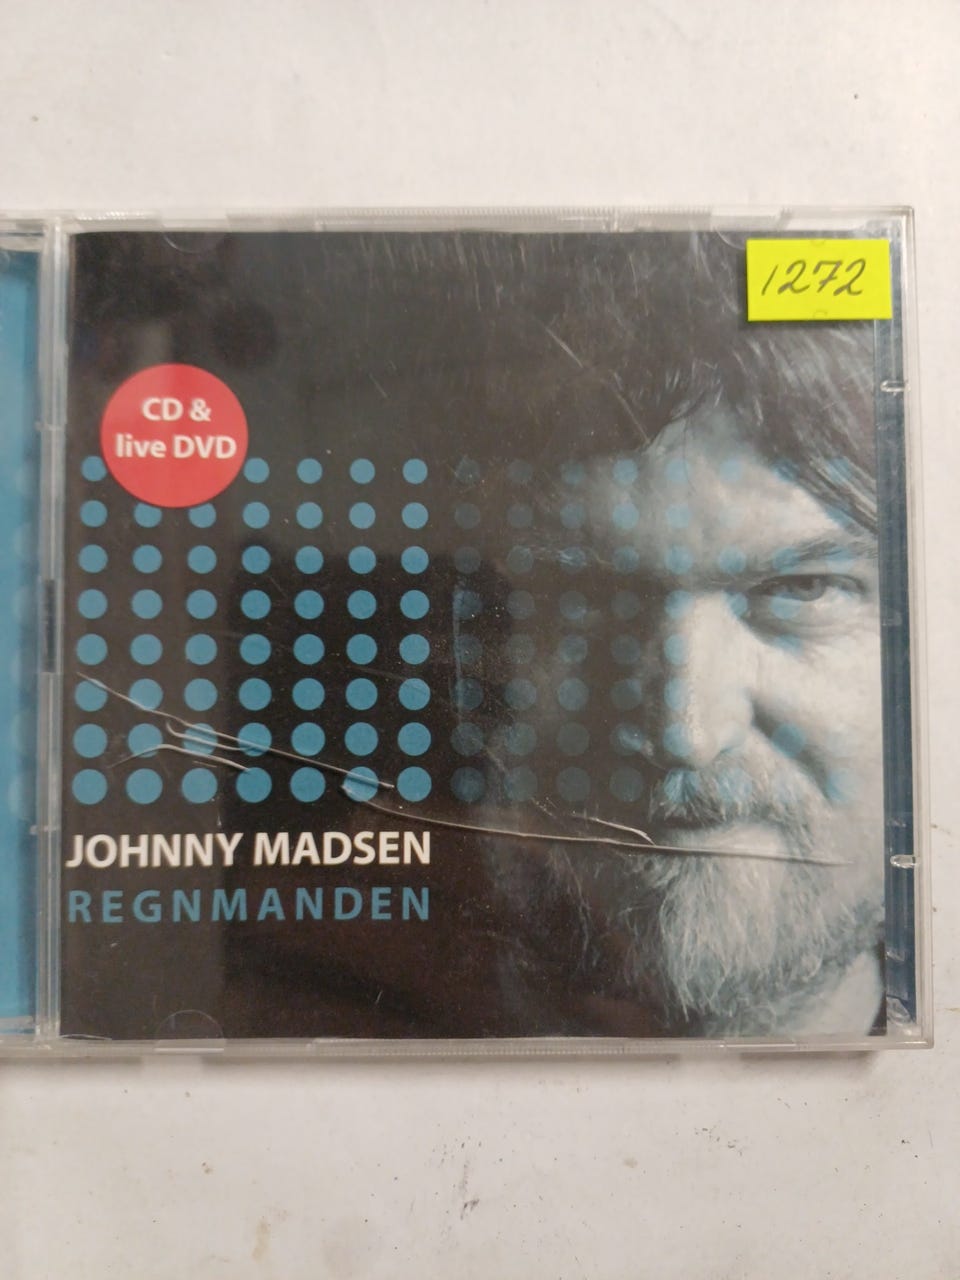 1272
CD &
live DVD
JOHNNY MADSEN
REGNMANDEN